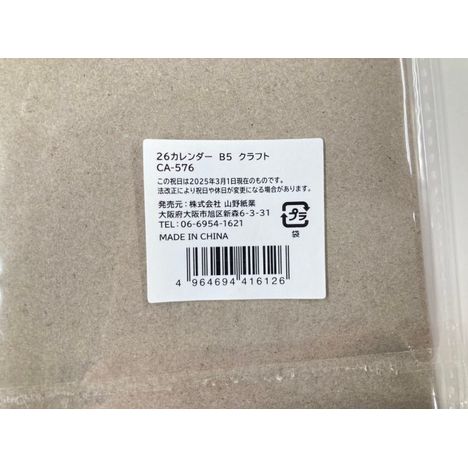 26カレンダー B5 クラフト
CA-576
この祝日は2025年3月1日現在のものです。
法改正により祝日や休日が変更になる場合があります。
発売元:株式会社 山野紙業
大阪府大阪市旭区新森6-3-31
TEL:06-6954-1621
MADE IN CHINA
プラ
袋
4 964694 416126